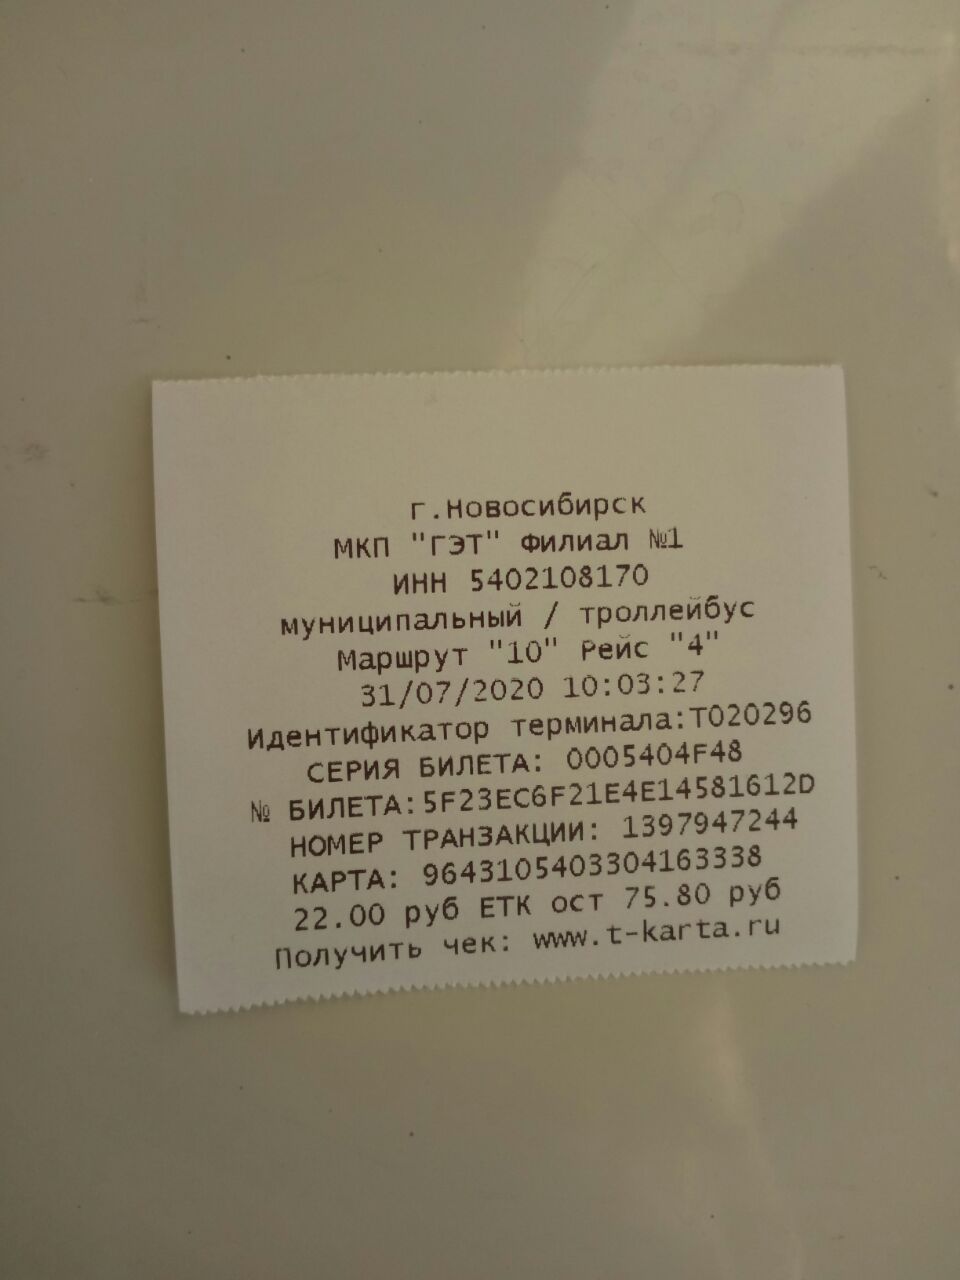 г.Новосибирск
МКП "ГЭТ" Филиал №1
ИНН 5402108170
муниципальный / троллейбус
Маршрут "10" Рейс "4"
31/07/2020 10:03:27
Идентификатор терминала:T020296
СЕРИЯ БИЛЕТА: 0005404F48
№ БИЛЕТА:5F23EC6F21E4E14581612D
НОМЕР ТРАНЗАКЦИИ: 1397947244
КАРТА: 9643105403304163338
22.00 руб ЕТК ост 75.80 руб
Получить чек: www.t-karta.ru